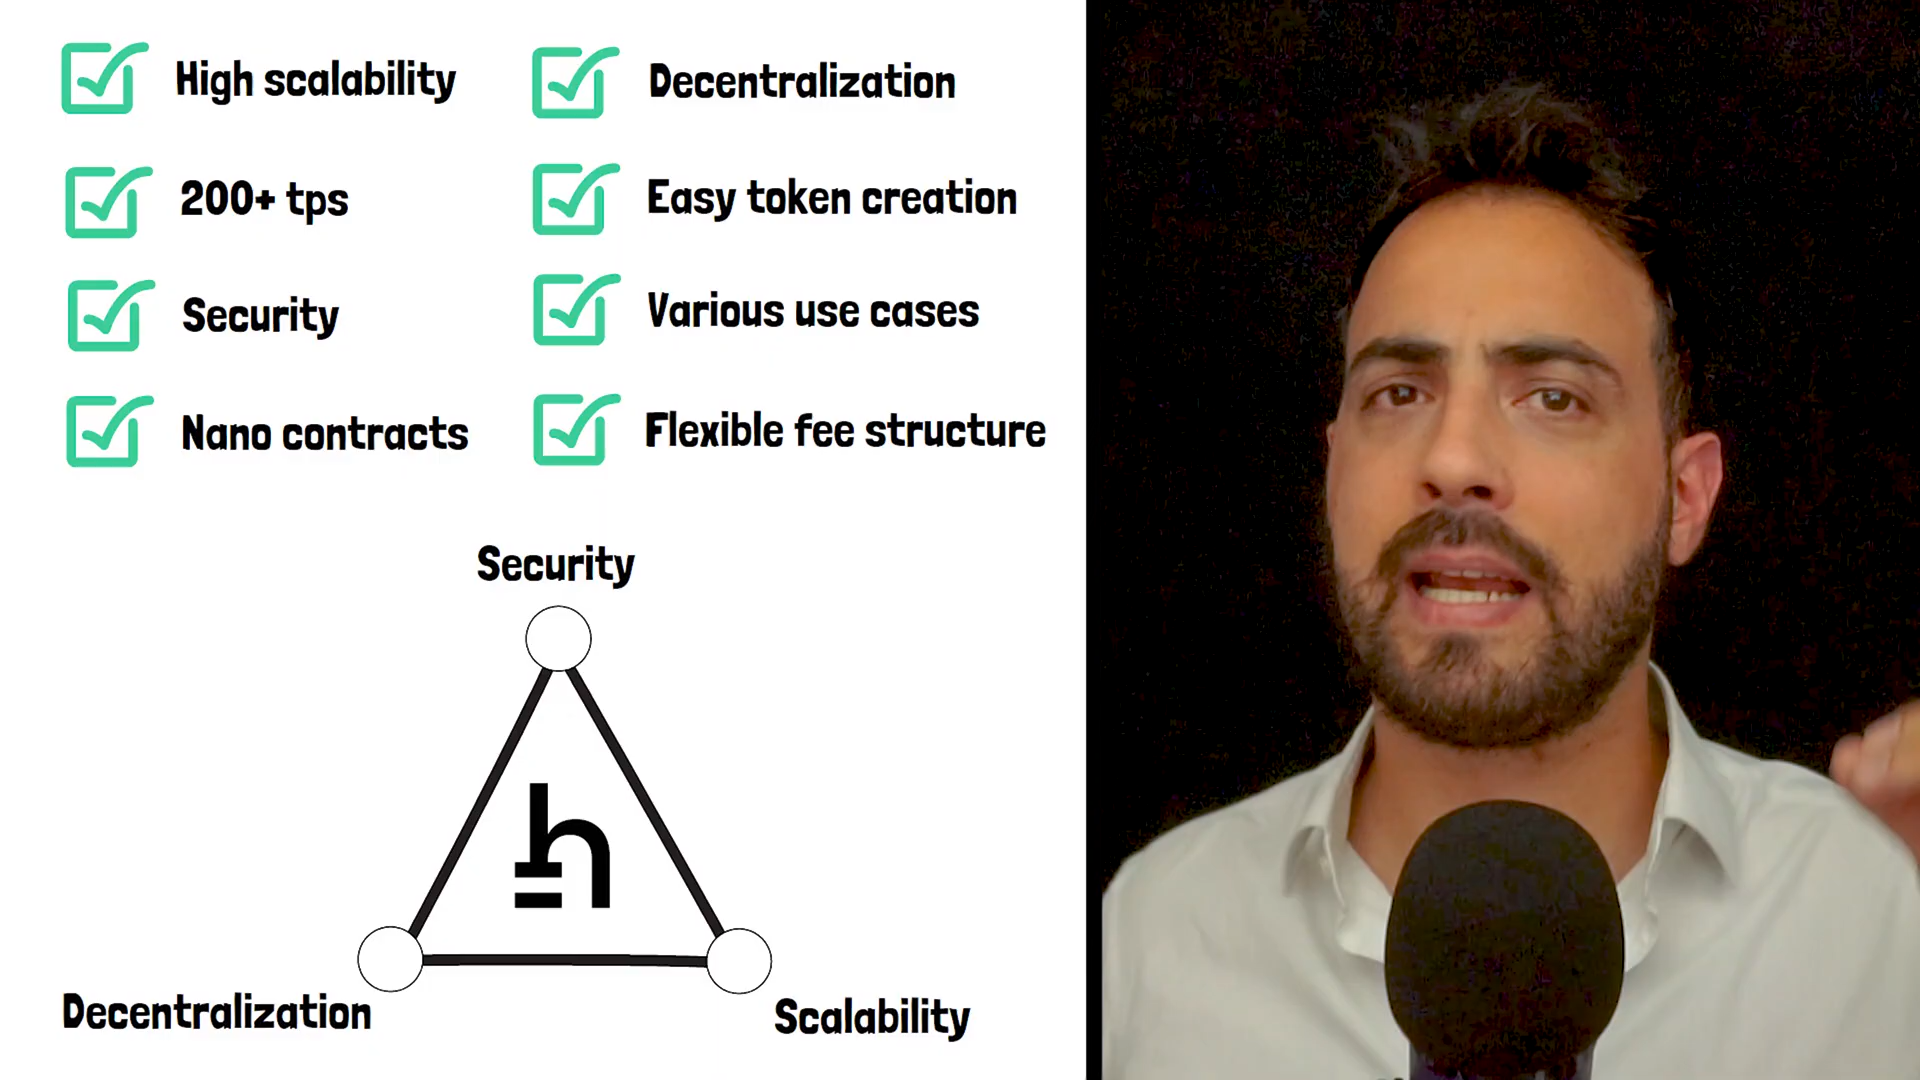 High scalability
Decentralization
200+ tps
Easy token creation
Security
Various use cases
Nano contracts
Flexible fee structure
Security
Decentralization
Scalability